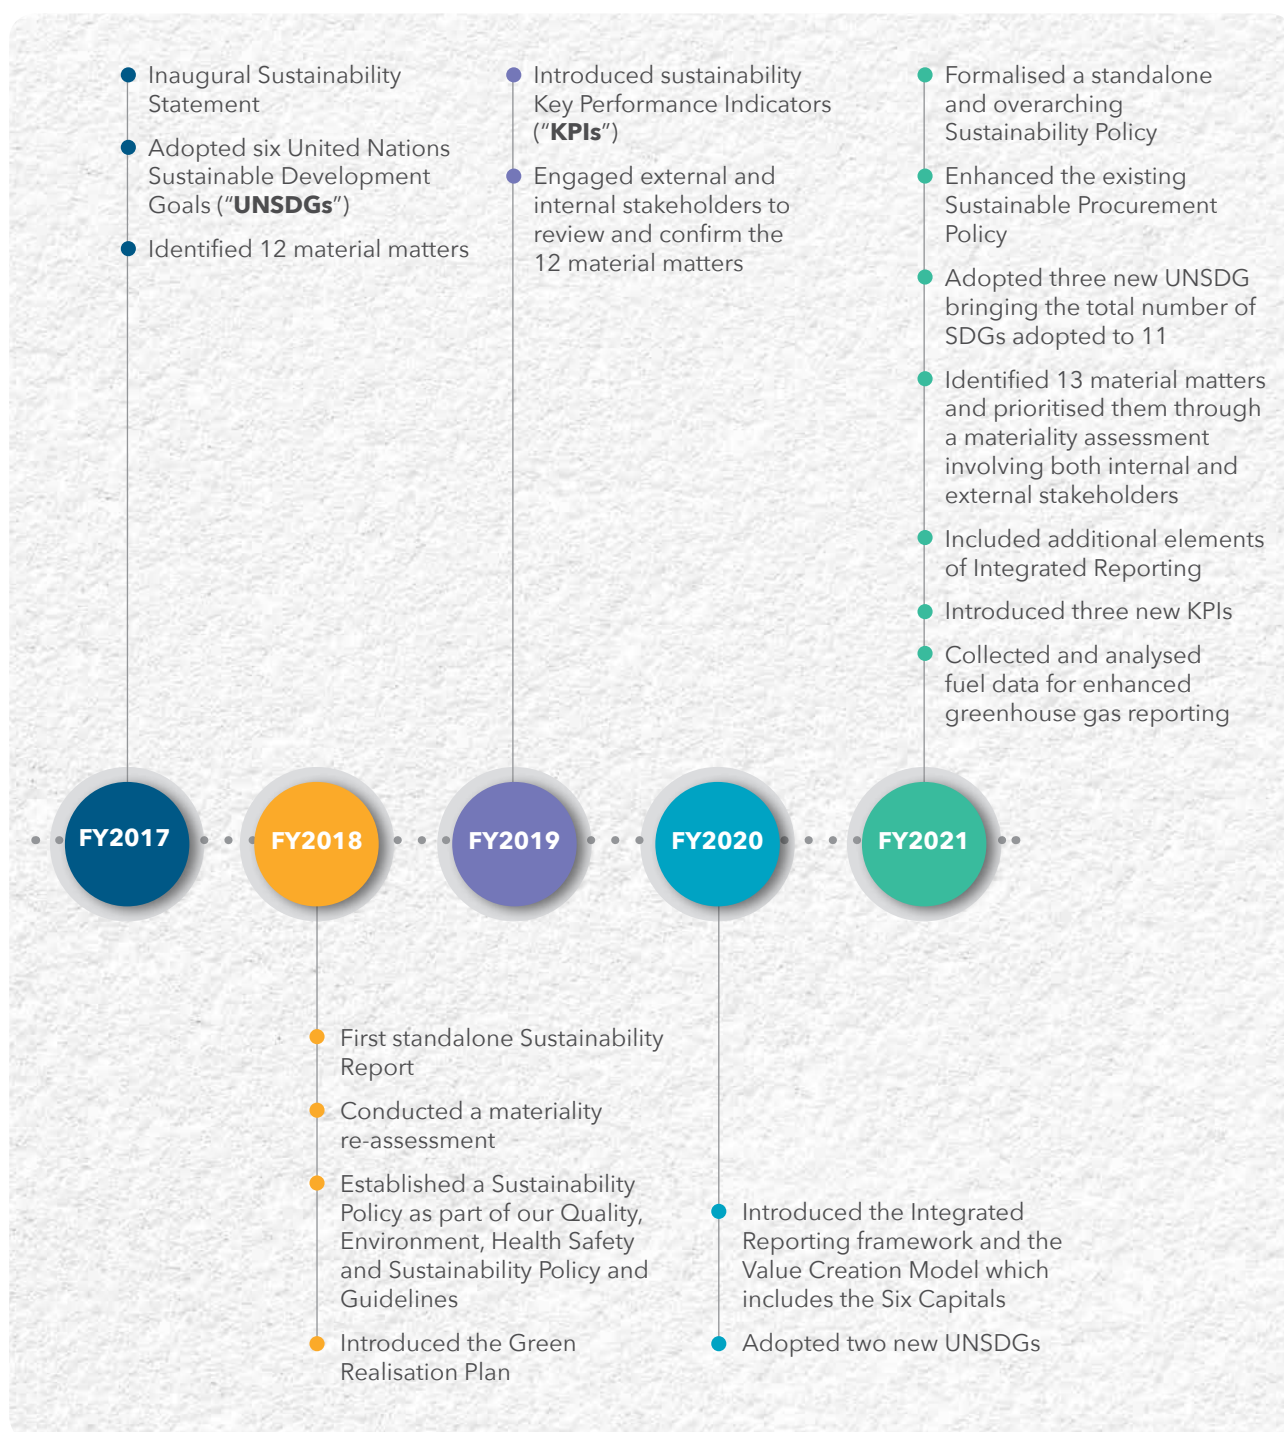 Inaugural Sustainability
Statement
Adopted six United Nations
Sustainable Development
Goals (“UNSDGs”)
Identified 12 material matters
Introduced sustainability
Key Performance Indicators
(“KPIs”)
Engaged external and
internal stakeholders to
review and confirm the
12 material matters
Formalised a standalone
and overarching
Sustainability Policy
Enhanced the existing
Sustainable Procurement
Policy
Adopted three new UNSDG
bringing the total number of
SDGs adopted to 11
Identified 13 material matters
and prioritised them through
a materiality assessment
involving both internal and
external stakeholders
Included additional elements
of Integrated Reporting
Introduced three new KPIs
Collected and analysed
fuel data for enhanced
greenhouse gas reporting
FY2017
FY2018
FY2019
FY2020
FY2021
First standalone Sustainability
Report
Conducted a materiality
re-assessment
Established a Sustainability
Policy as part of our Quality,
Environment, Health Safety
and Sustainability Policy and
Guidelines
Introduced the Green
Realisation Plan
Introduced the Integrated
Reporting framework and the
Value Creation Model which
includes the Six Capitals
Adopted two new UNSDGs